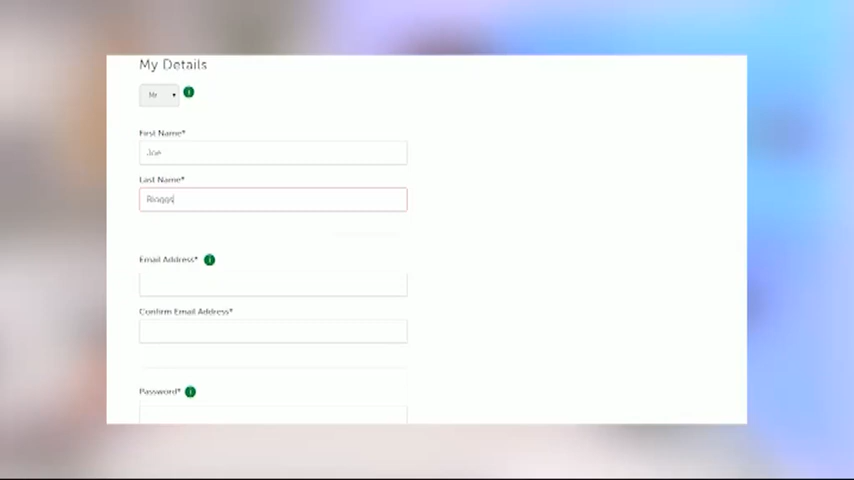 My Details
Mr
First Name*
Joe
Last Name*
Bloggs
Email Address*
Confirm Email Address*
Password*